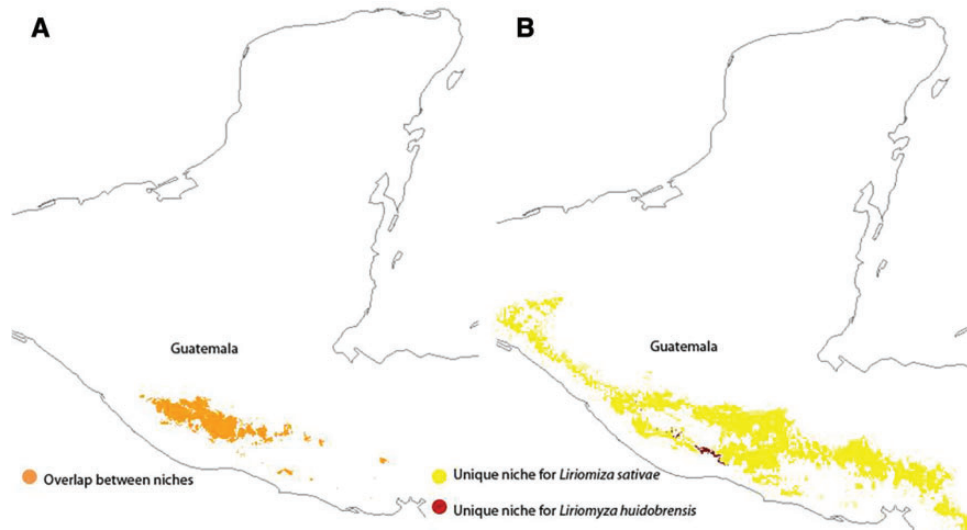 A
B
Guatemala
Guatemala
Overlap between niches
Unique niche for Liriomiza sativae
Unique niche for Liriomyza huidobrensis